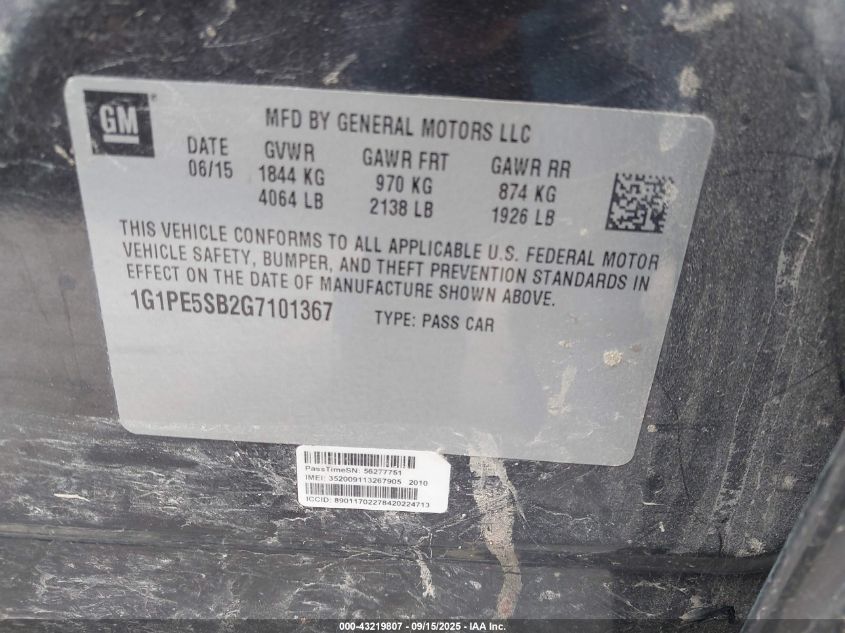 GM
MFD BY GENERAL MOTORS LLC
DATE GVWR GAWR FRT GAWR RR
06/15 1844 KG 970 KG 874 KG
4064 LB 2138 LB 1926 LB
THIS VEHICLE CONFORMS TO ALL APPLICABLE U.S. FEDERAL MOTOR
VEHICLE SAFETY, BUMPER, AND THEFT PREVENTION STANDARDS IN
EFFECT ON THE DATE OF MANUFACTURE SHOWN ABOVE.
1G1PE5SB2G7101367 TYPE: PASS CAR
PassTimeSN: 56277751
IMEI: 352009113267905 2010
ICCID: 89011702278420224713
000-43219807 - 09/15/2025 - IAA Inc.